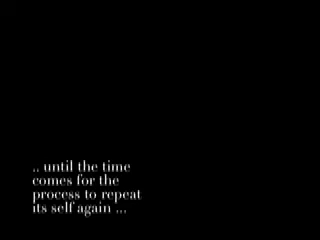 .. until the time
comes for the
process to repeat
its self again ...